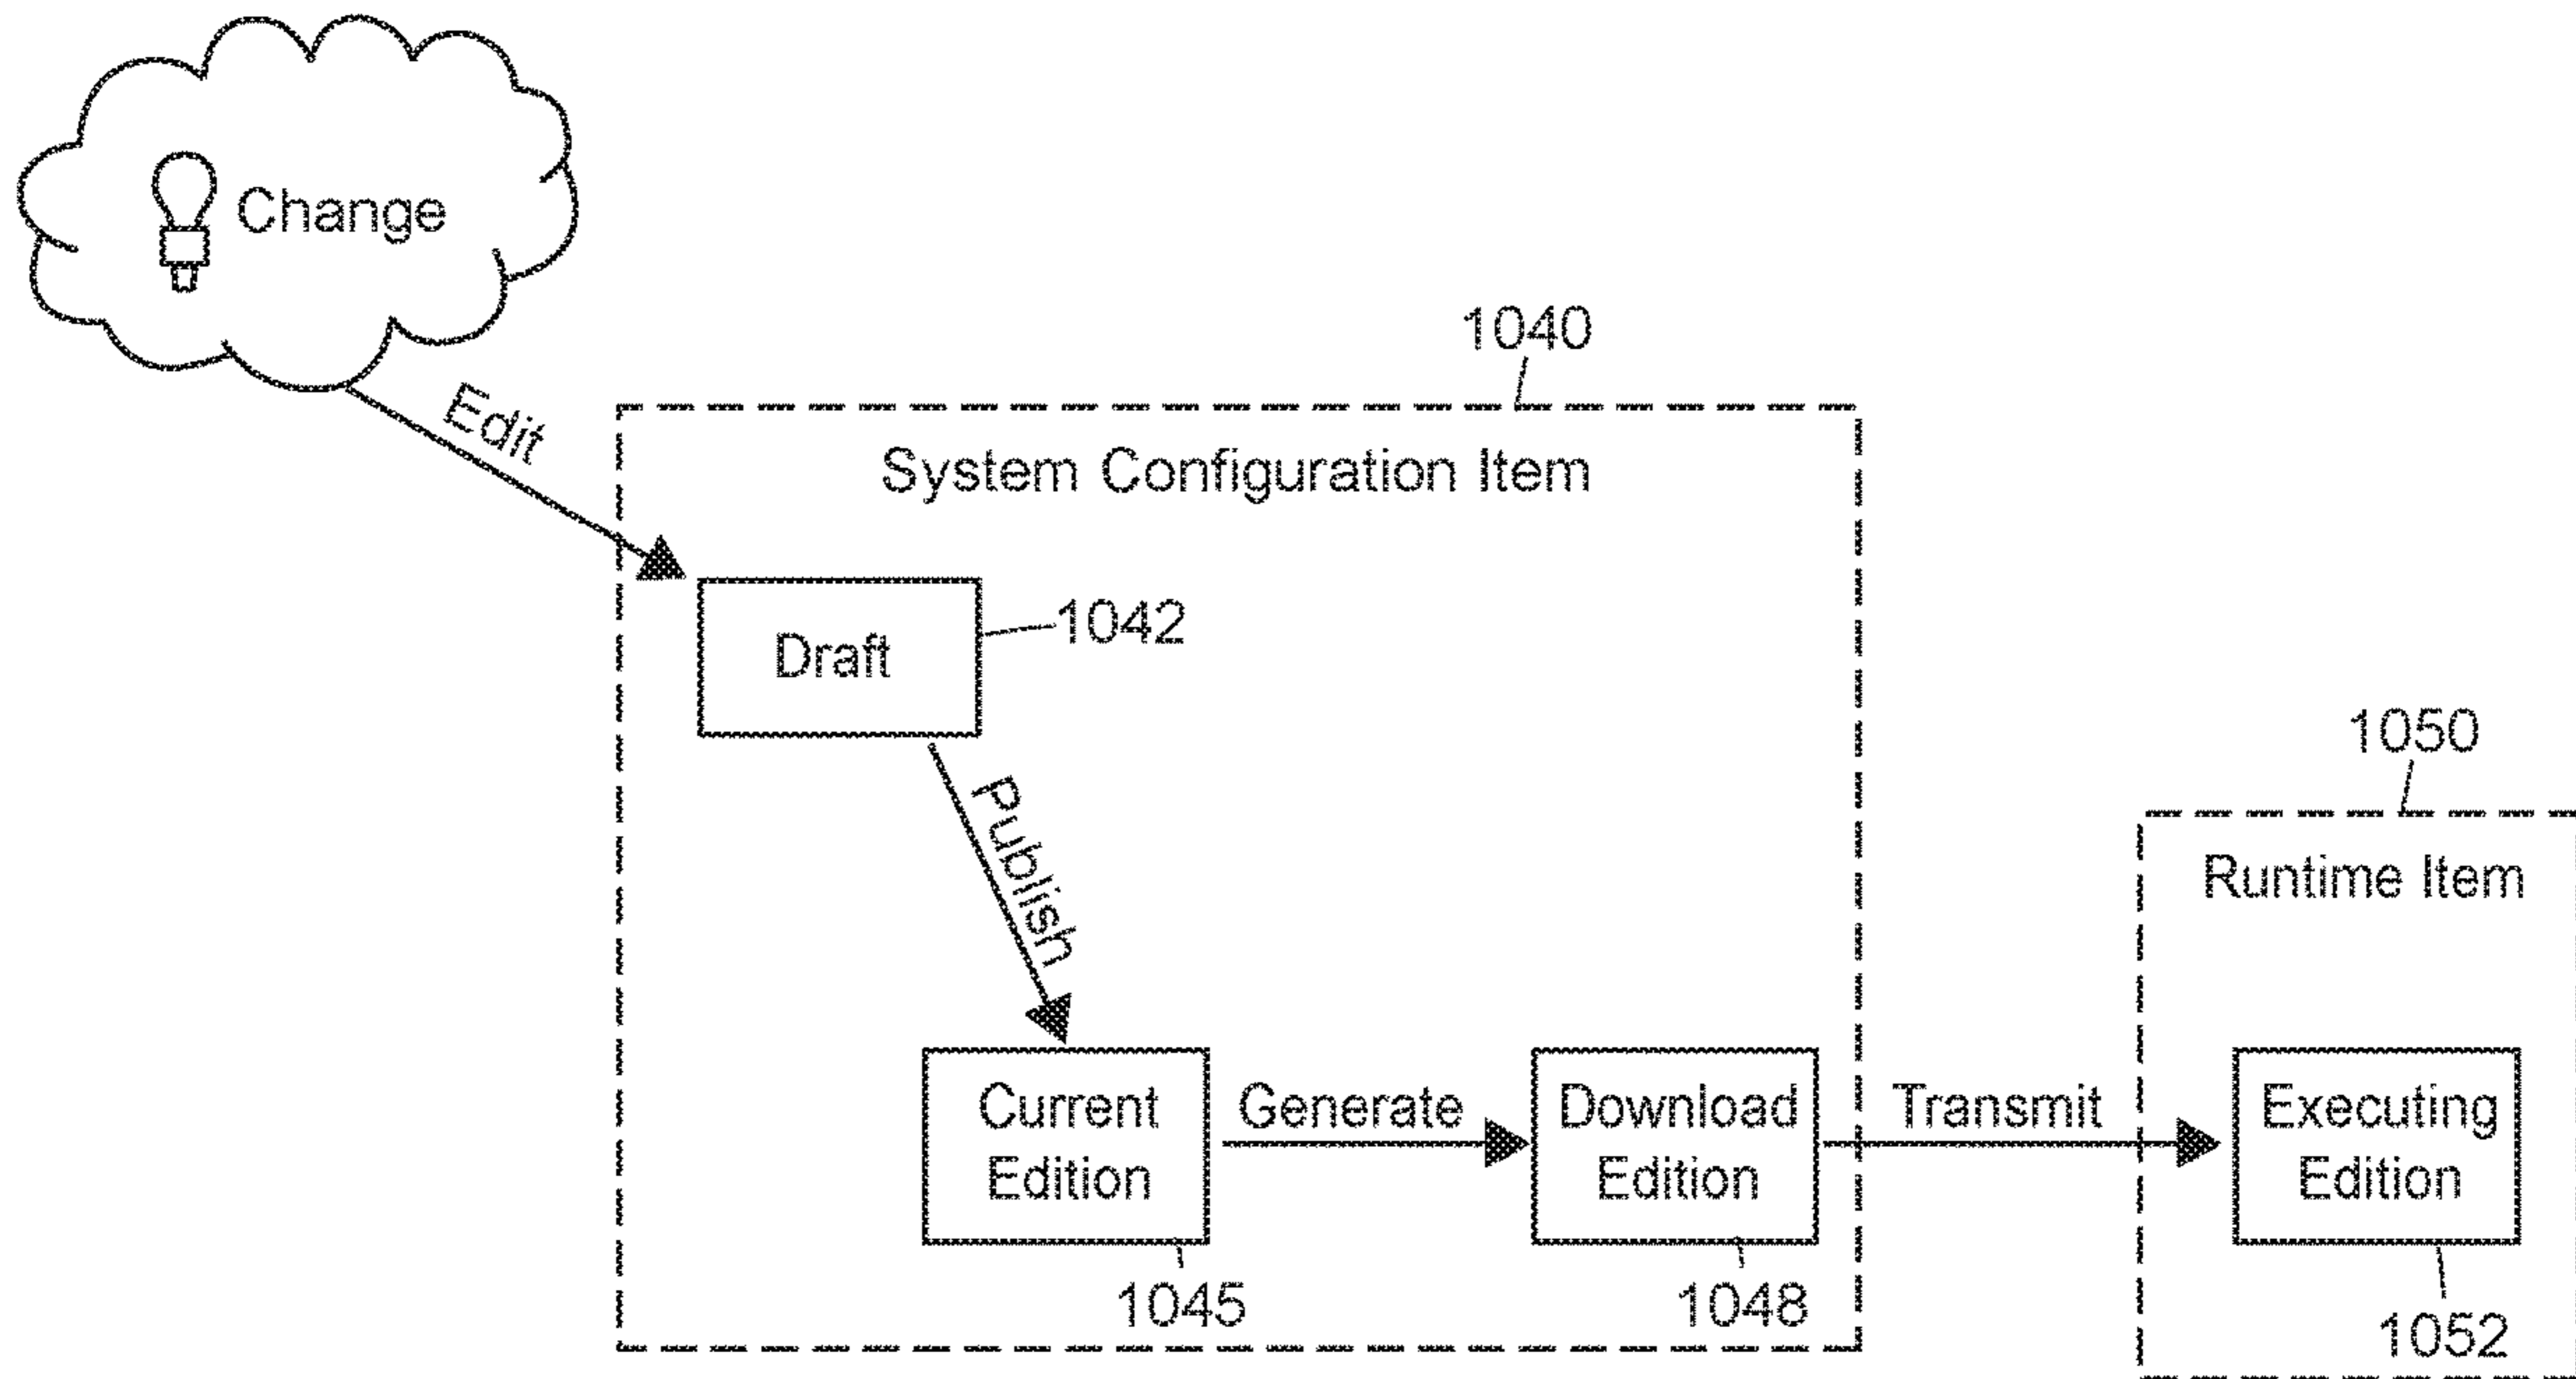 Change
Edit
1040
System Configuration Item
Draft
1042
Publish
1050
Runtime Item
Current
Edition
1045
Generate
Download
Edition
1048
Transmit
Executing
Edition
1052